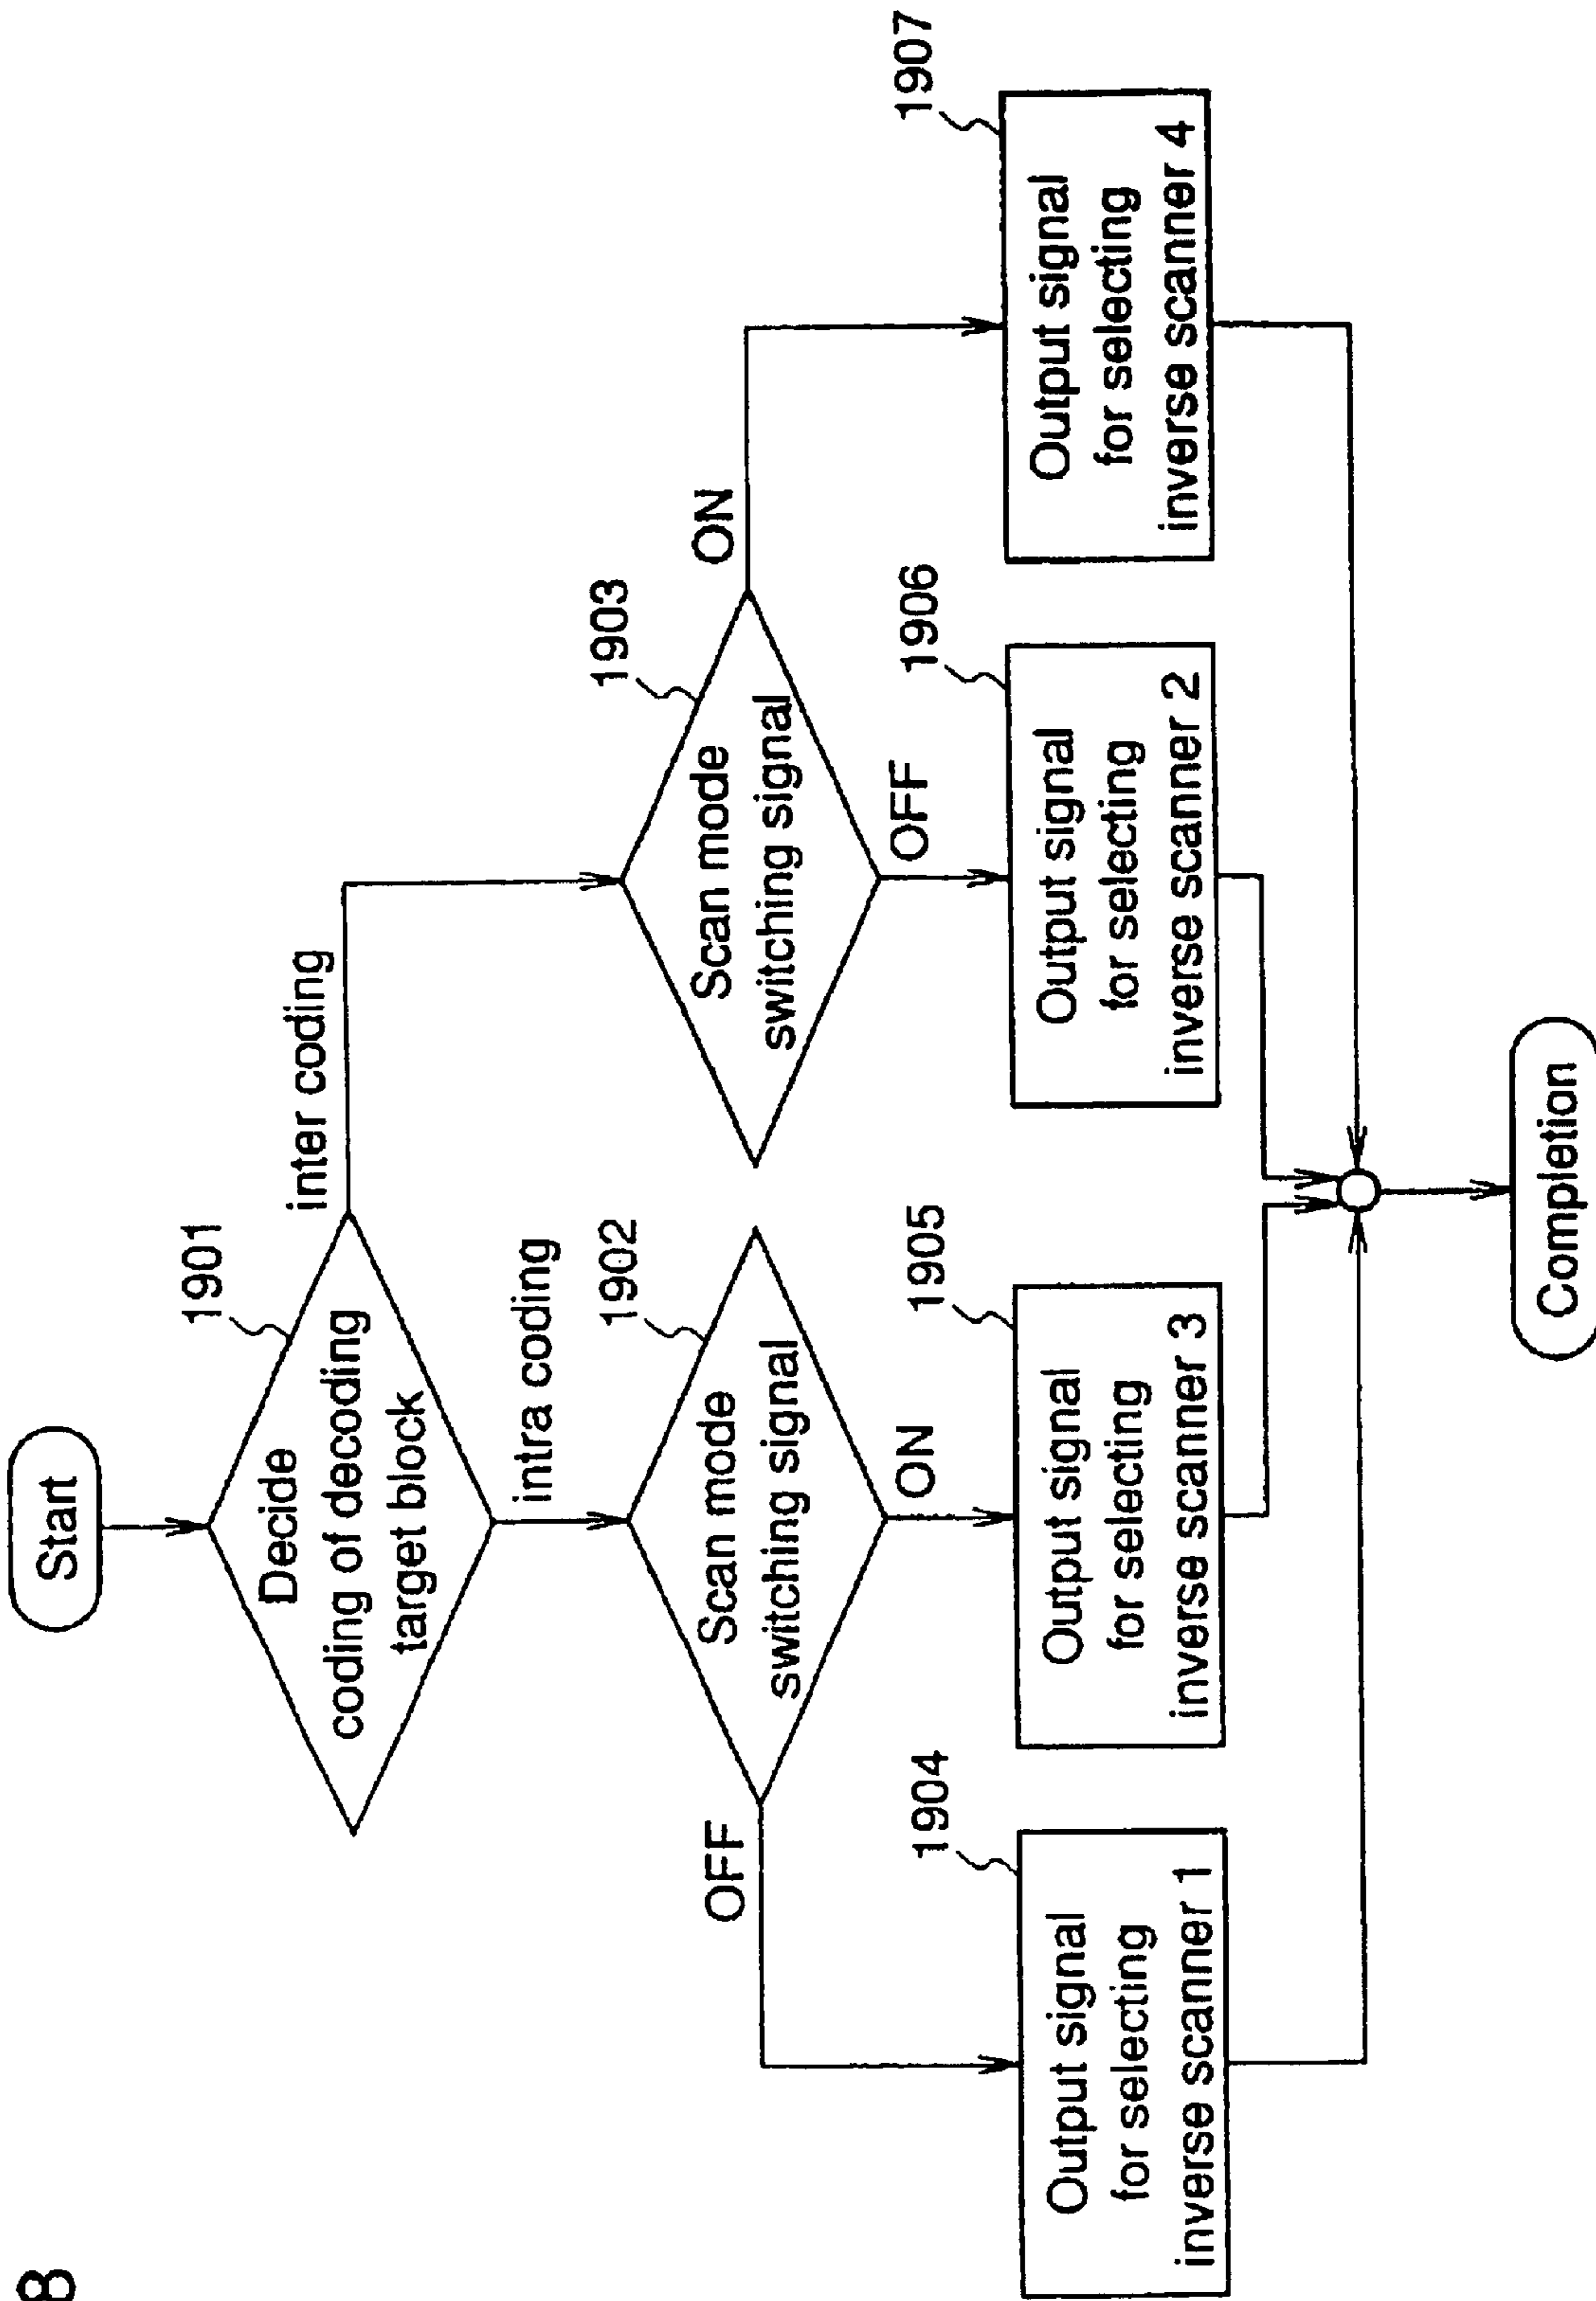 8
Start
1901
Decide
coding of decoding
target block
inter coding
intra coding
1902
Scan mode
switching signal
OFF
ON
1903
Scan mode
switching signal
ON
OFF
1904
Output signal
for selecting
inverse scanner 1
1905
Output signal
for selecting
inverse scanner 3
1906
Output signal
for selecting
inverse scanner 2
1907
Output signal
for selecting
inverse scanner 4
Completion